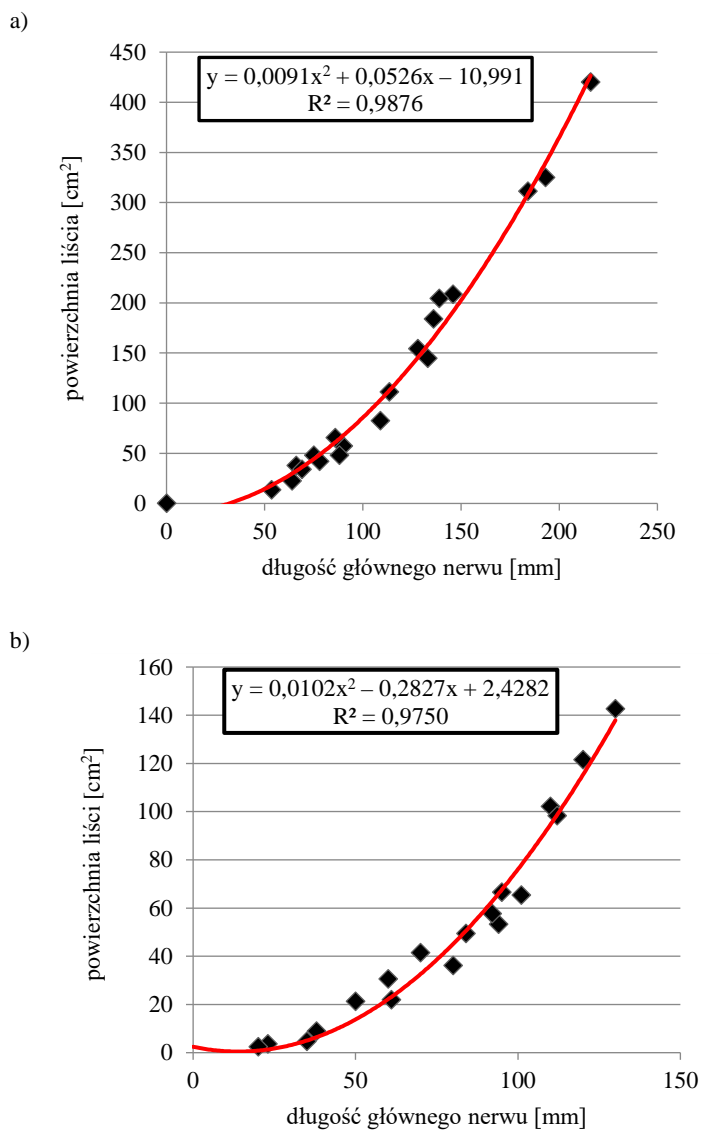 a)
450
400
350
300
250
200
150
100
50
0
y = 0,0091x² + 0,0526x – 10,991
R² = 0,9876
powierzchnia liścia [cm²]
0 50 100 150 200 250
długość głównego nerwu [mm]
b)
160
140
120
100
80
60
40
20
0
y = 0,0102x² – 0,2827x + 2,4282
R² = 0,9750
powierzchnia liści [cm²]
0 50 100 150
długość głównego nerwu [mm]